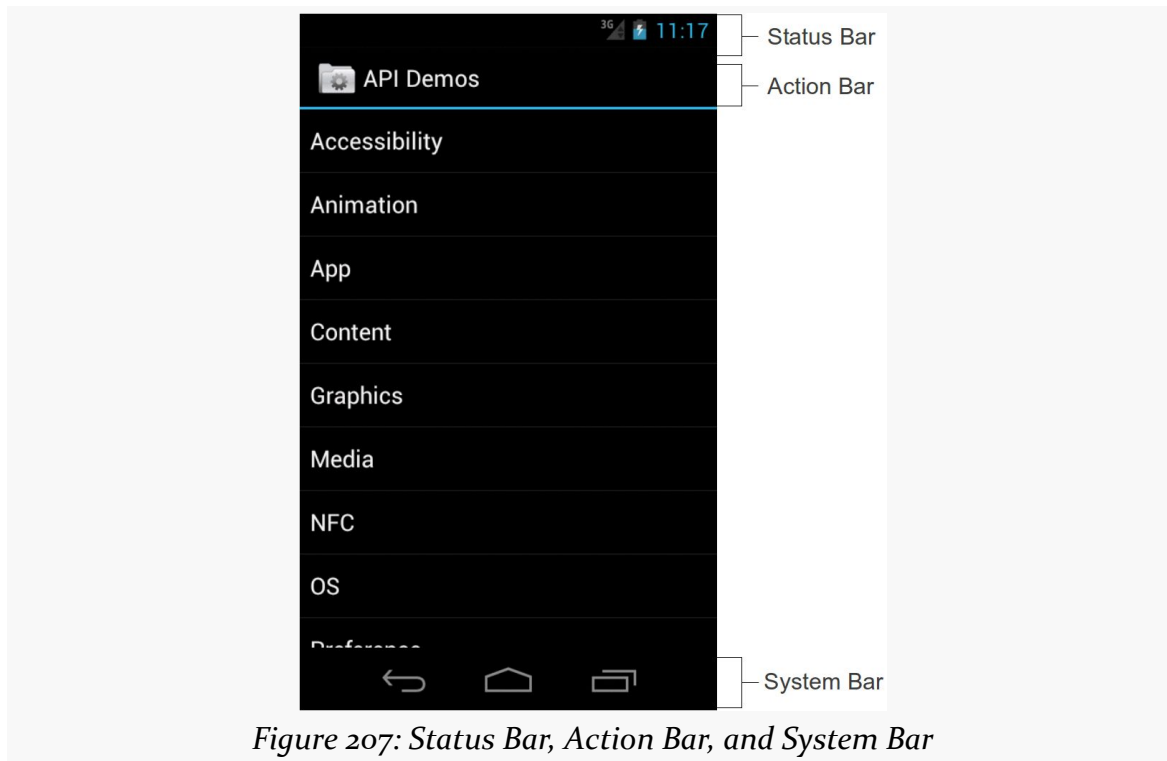 3G 11:17
Status Bar
API Demos
Action Bar
Accessibility
Animation
App
Content
Graphics
Media
NFC
OS
Preference
System Bar
Figure 207: Status Bar, Action Bar, and System Bar